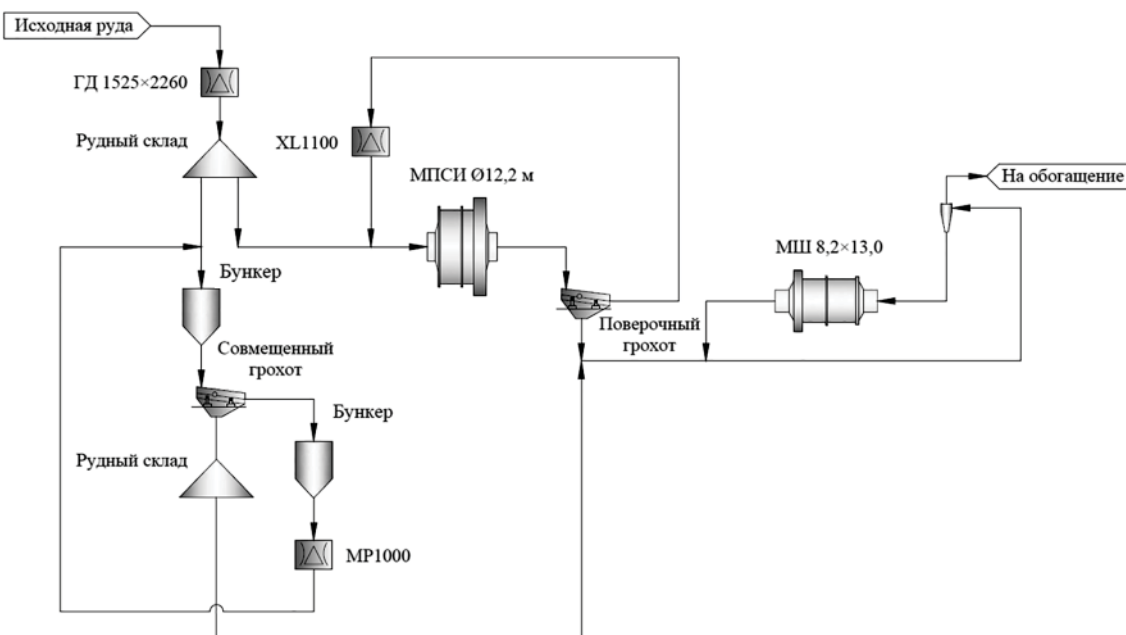 Исходная руда
ГД 1525×2260
Рудный склад
XL1100
МПСИ Ø12,2 м
На обогащение
МШ 8,2×13,0
Бункер
Поверочный
грохот
Совмещенный
грохот
Бункер
Рудный склад
MP1000